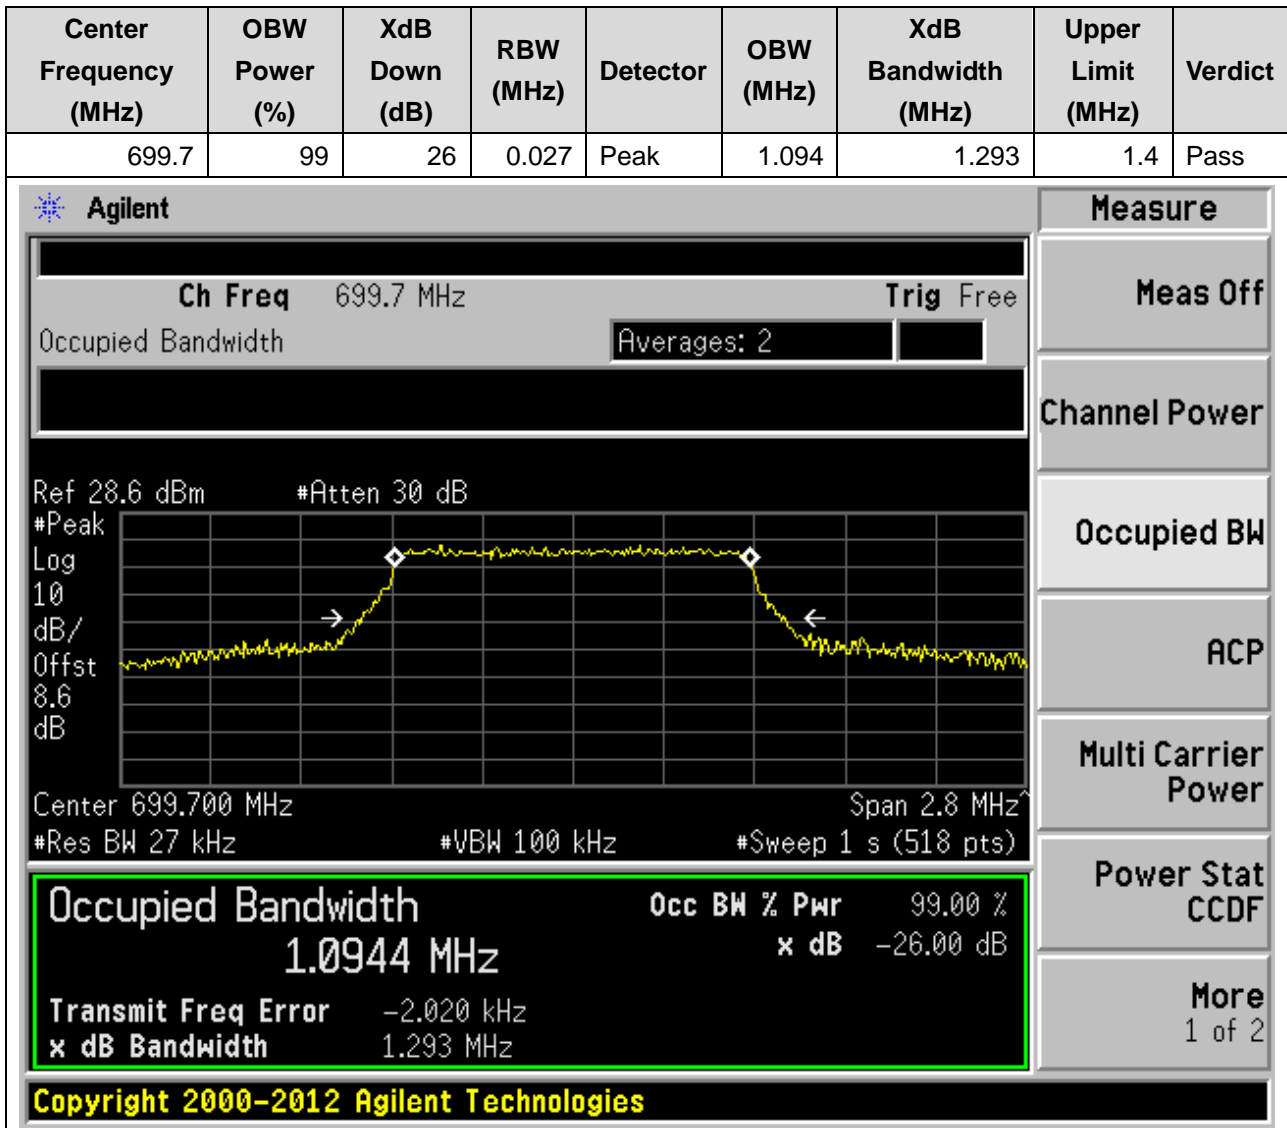 Center Frequency (MHz) OBW Power (%) XdB Down (dB) RBW (MHz) Detector OBW (MHz) XdB Bandwidth (MHz) Upper Limit (MHz) Verdict
699.7 99 26 0.027 Peak 1.094 1.293 1.4 Pass
Agilent
Measure
Ch Freq 699.7 MHz Trig Free
Occupied Bandwidth Averages: 2
Ref 28.6 dBm #Atten 30 dB
#Peak
Log
10
dB/
Offst
8.6
dB
Center 699.700 MHz Span 2.8 MHz^
#Res BW 27 kHz #VBW 100 kHz #Sweep 1 s (518 pts)
Occupied Bandwidth Occ BW % Pwr 99.00 %
1.0944 MHz x dB -26.00 dB
Transmit Freq Error -2.020 kHz
x dB Bandwidth 1.293 MHz
Meas Off
Channel Power
Occupied BW
ACP
Multi Carrier
Power
Power Stat
CCDF
More
1 of 2
Copyright 2000-2012 Agilent Technologies